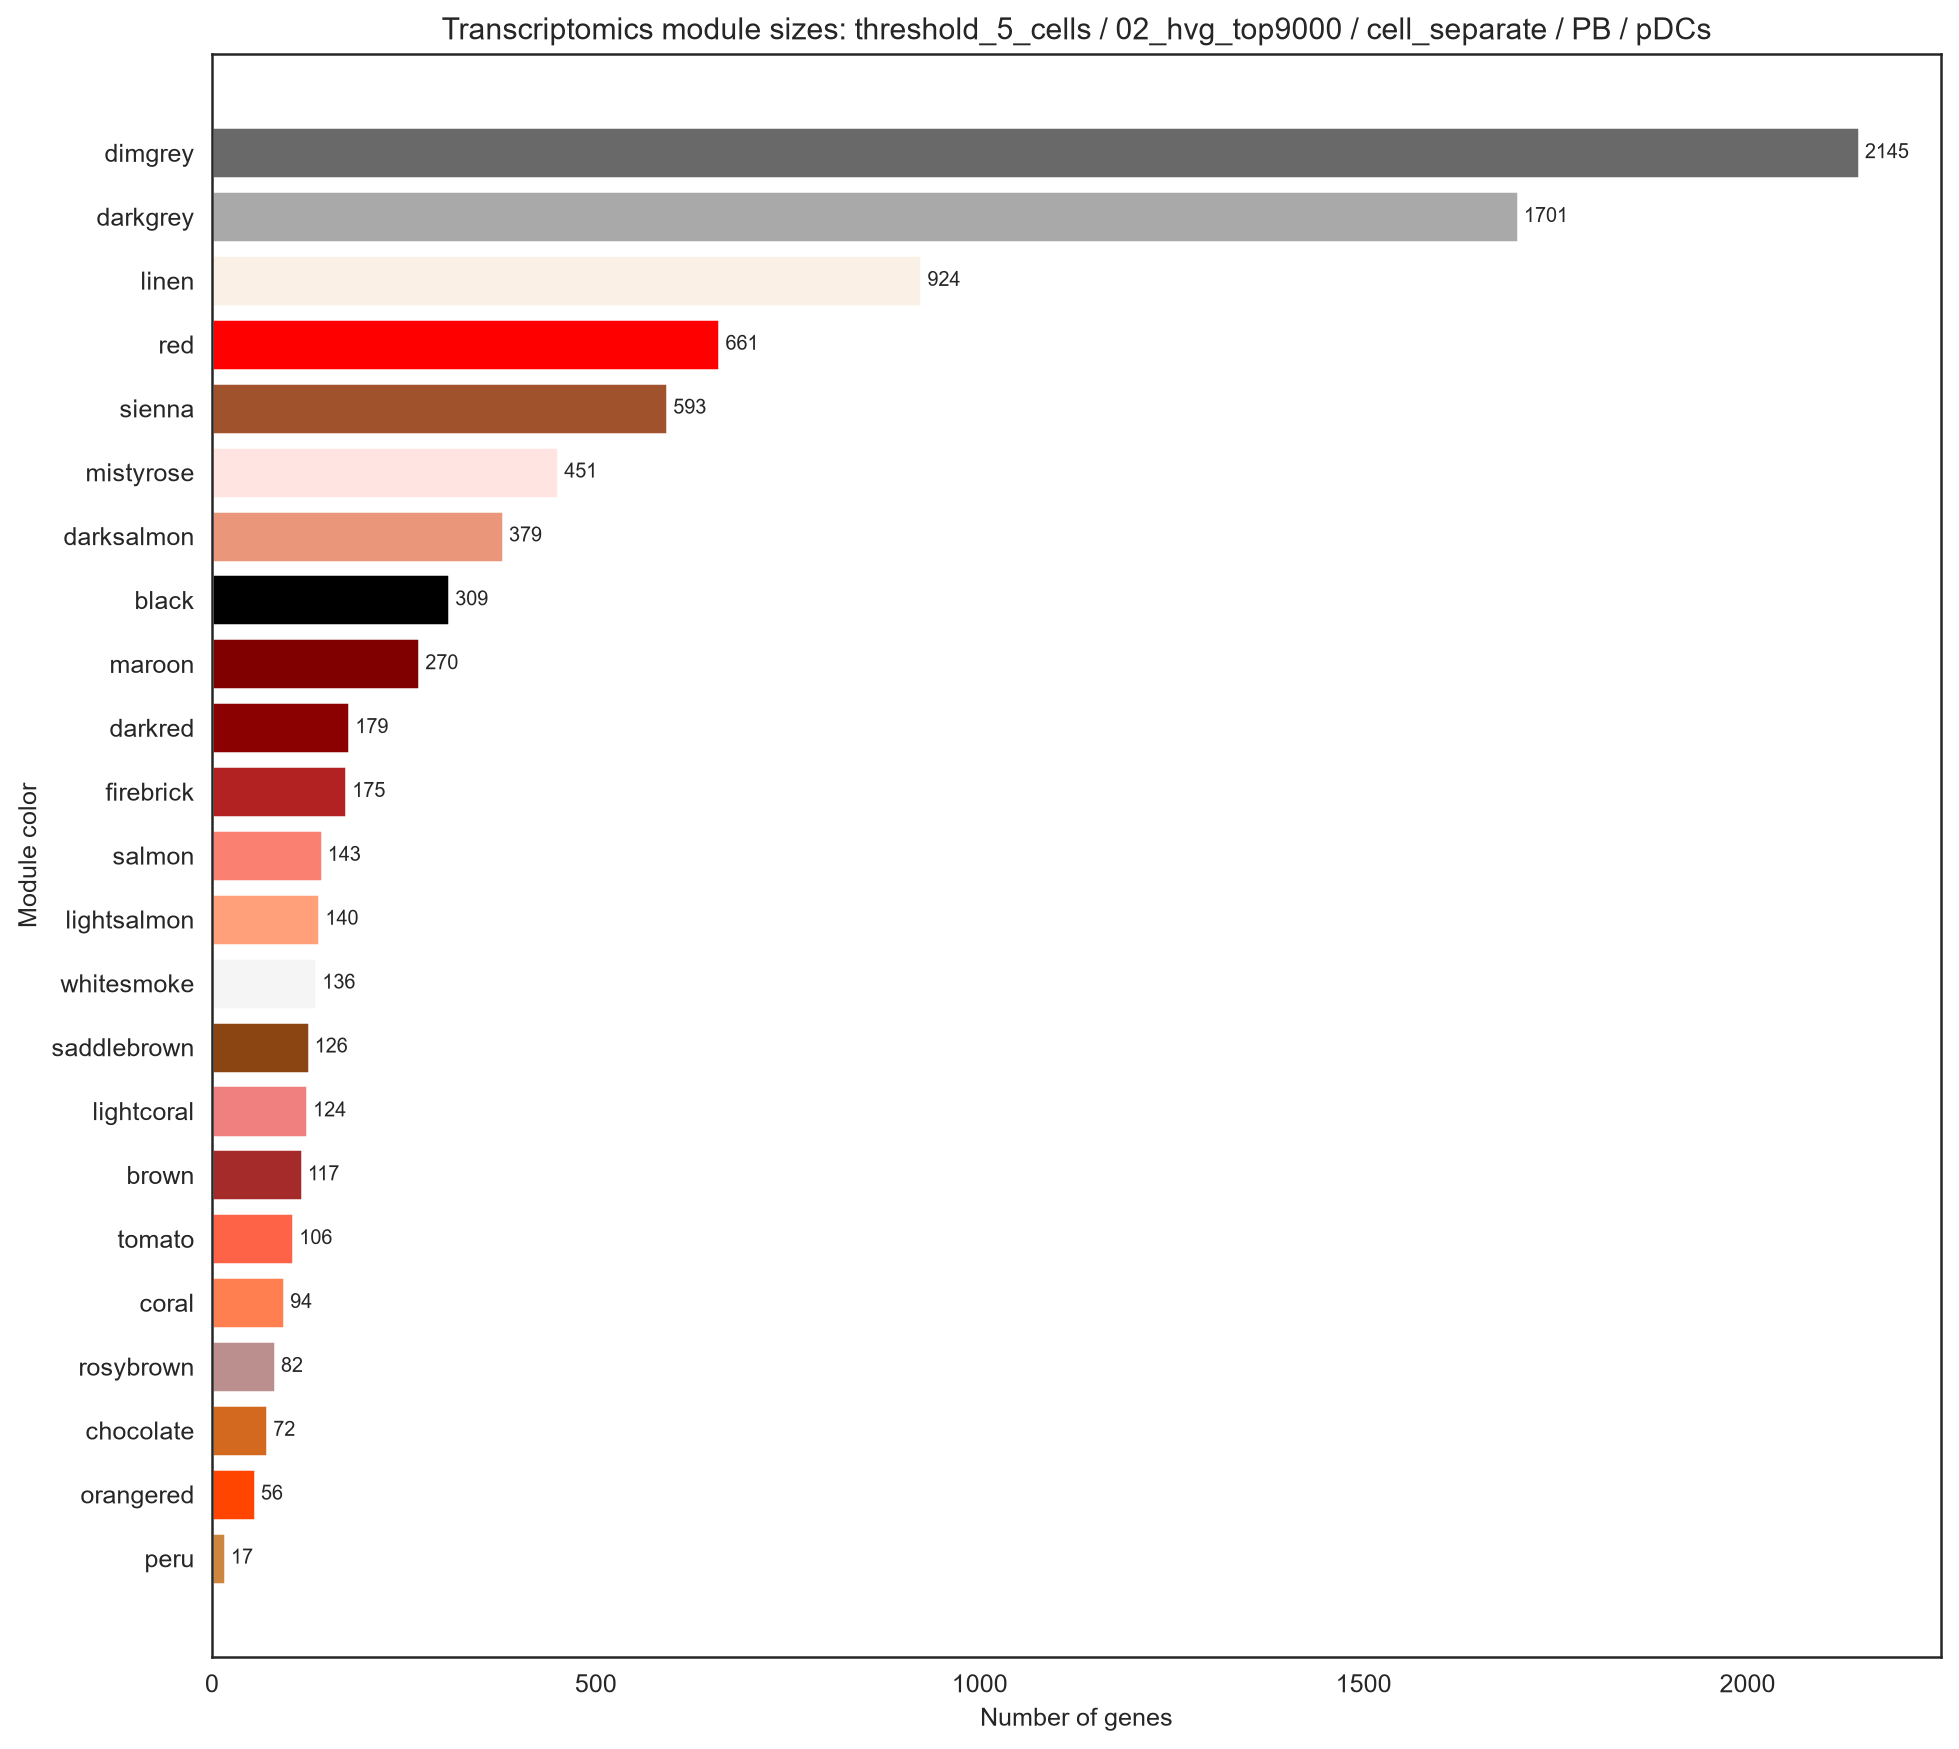 Transcriptomics module sizes: threshold_5_cells / 02_hvg_top9000 / cell_separate / PB / pDCs
Module color
dimgrey 2145
darkgrey 1701
linen 924
red 661
sienna 593
mistyrose 451
darksalmon 379
black 309
maroon 270
darkred 179
firebrick 175
salmon 143
lightsalmon 140
whitesmoke 136
saddlebrown 126
lightcoral 124
brown 117
tomato 106
coral 94
rosybrown 82
chocolate 72
orangered 56
peru 17
0 500 1000 1500 2000
Number of genes